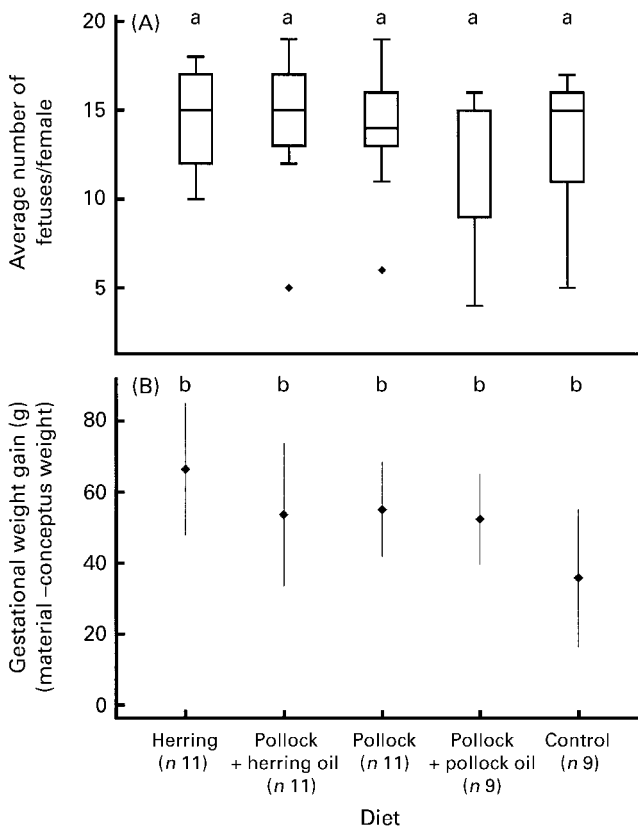 (A) a a a a a
20
15
10
5
Average number of
fetuses/female
(B) b b b b b
80
60
40
20
0
Gestational weight gain (g)
(material –conceptus weight)
Herring
(n 11)
Pollock
+ herring oil
(n 11)
Pollock
(n 11)
Pollock
+ pollock oil
(n 9)
Control
(n 9)
Diet